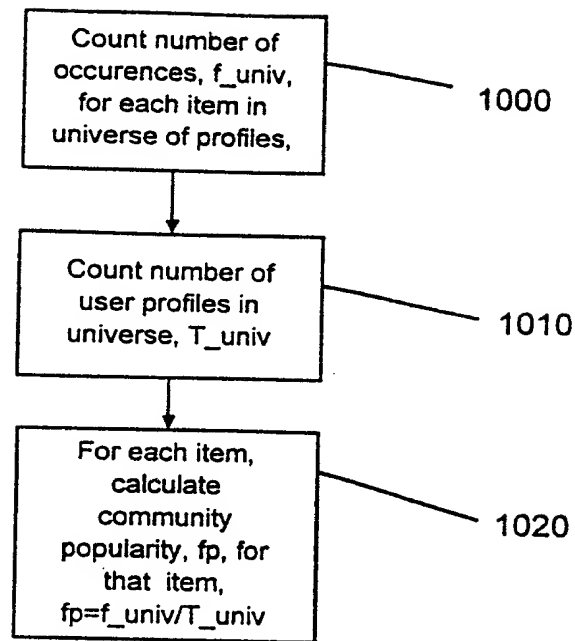 Count number of
occurences, f_univ,
for each item in
universe of profiles,
1000
Count number of
user profiles in
universe, T_univ
1010
For each item,
calculate
community
popularity, fp, for
that item,
fp=f_univ/T_univ
1020